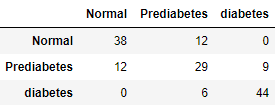 Normal Prediabetes diabetes
Normal 38 12 0
Prediabetes 12 29 9
diabetes 0 6 44